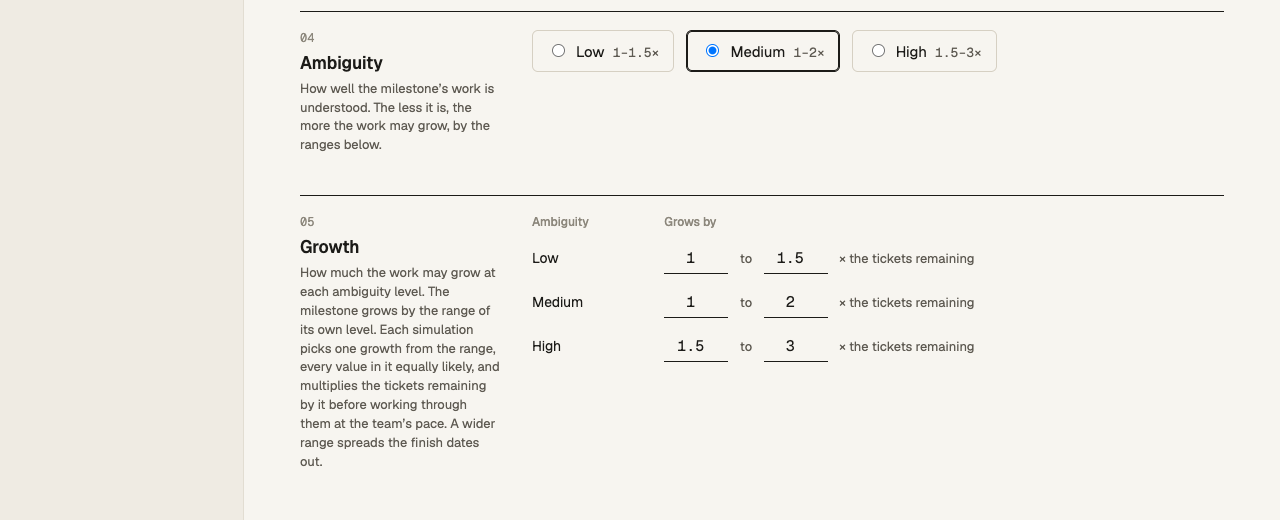 04
Ambiguity
How well the milestone’s work is
understood. The less it is, the
more the work may grow, by the
ranges below.
Low 1–1.5×
Medium 1–2×
High 1.5–3×
05
Growth
How much the work may grow at
each ambiguity level. The
milestone grows by the range of
its own level. Each simulation
picks one growth from the range,
every value in it equally likely, and
multiplies the tickets remaining
by it before working through
them at the team’s pace. A wider
range spreads the finish dates
out.
Ambiguity Grows by
Low 1 to 1.5 × the tickets remaining
Medium 1 to 2 × the tickets remaining
High 1.5 to 3 × the tickets remaining